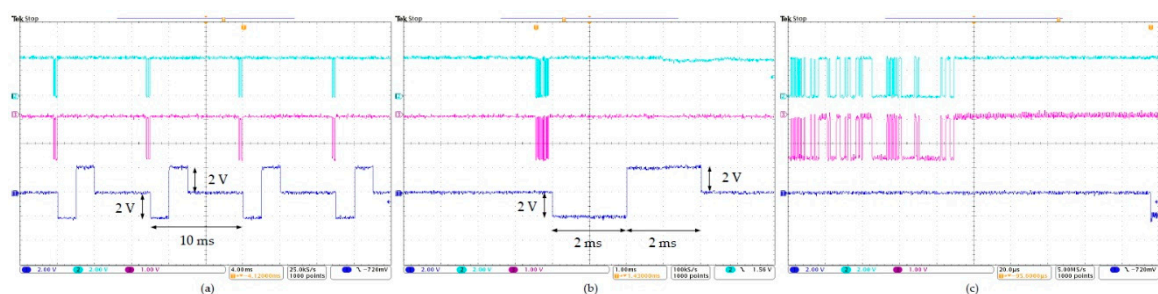 Tek Stop
2 V
2 V
10 ms
2.00 V
2.00 V
1.00 V
4.00ms
25.0kS/s
1000 points
-720mV
(a)
Tek Stop
2 V
2 V
2 ms
2 ms
2.00 V
2.00 V
1.00 V
1.00ms
100kS/s
1000 points
1.56 V
(b)
Tek Stop
2.00 V
2.00 V
1.00 V
20.0µs
5.00MS/s
1000 points
-720mV
(c)